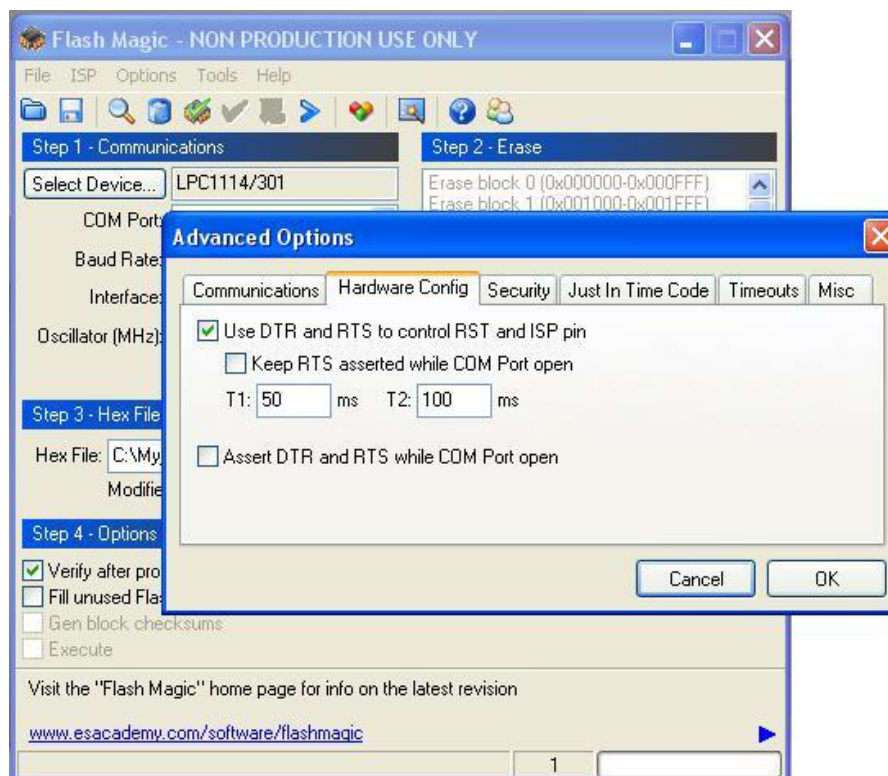 Flash Magic - NON PRODUCTION USE ONLY
File ISP Options Tools Help
Step 1 - Communications
Step 2 - Erase
Select Device...
LPC1114/301
Erase block 0 (0x000000-0x000FFF)
Erase block 1 (0x001000-0x001FFF)
COM Port:
Baud Rate:
Interface:
Oscillator (MHz):
Advanced Options
Communications Hardware Config Security Just In Time Code Timeouts Misc
Use DTR and RTS to control RST and ISP pin
Keep RTS asserted while COM Port open
T1: 50 ms T2: 100 ms
Assert DTR and RTS while COM Port open
Cancel OK
Step 3 - Hex File
Hex File: C:\My
Modifie
Step 4 - Options
Verify after pro
Fill unused Fla
Gen block checksums
Execute
Visit the "Flash Magic" home page for info on the latest revision
www.esacademy.com/software/flashmagic
1